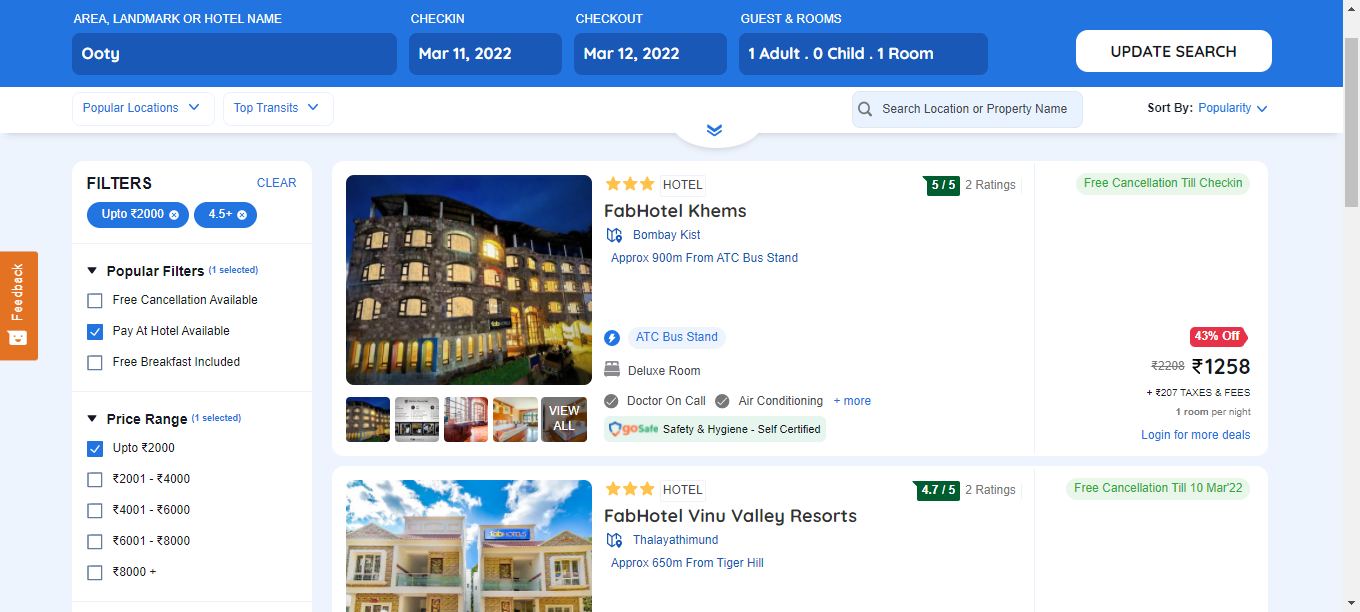 AREA, LANDMARK OR HOTEL NAME
CHECKIN
CHECKOUT
GUEST & ROOMS
Ooty
Mar 11, 2022
Mar 12, 2022
1 Adult . 0 Child . 1 Room
UPDATE SEARCH
Popular Locations
Top Transits
Search Location or Property Name
Sort By: Popularity
Feedback
FILTERS
CLEAR
Upto ₹2000
4.5+
Popular Filters (1 selected)
Free Cancellation Available
Pay At Hotel Available
Free Breakfast Included
Price Range (1 selected)
Upto ₹2000
₹2001 - ₹4000
₹4001 - ₹6000
₹6001 - ₹8000
₹8000 +
VIEW
ALL
HOTEL
5 / 5
2 Ratings
FabHotel Khems
Bombay Kist
Approx 900m From ATC Bus Stand
ATC Bus Stand
Deluxe Room
Doctor On Call
Air Conditioning
+ more
goSafe Safety & Hygiene - Self Certified
Free Cancellation Till Checkin
43% Off
₹2208 ₹1258
+ ₹207 TAXES & FEES
1 room per night
Login for more deals
FabHOTELS
HOTEL
4.7 / 5
2 Ratings
FabHotel Vinu Valley Resorts
Thalayathimund
Approx 650m From Tiger Hill
Free Cancellation Till 10 Mar'22